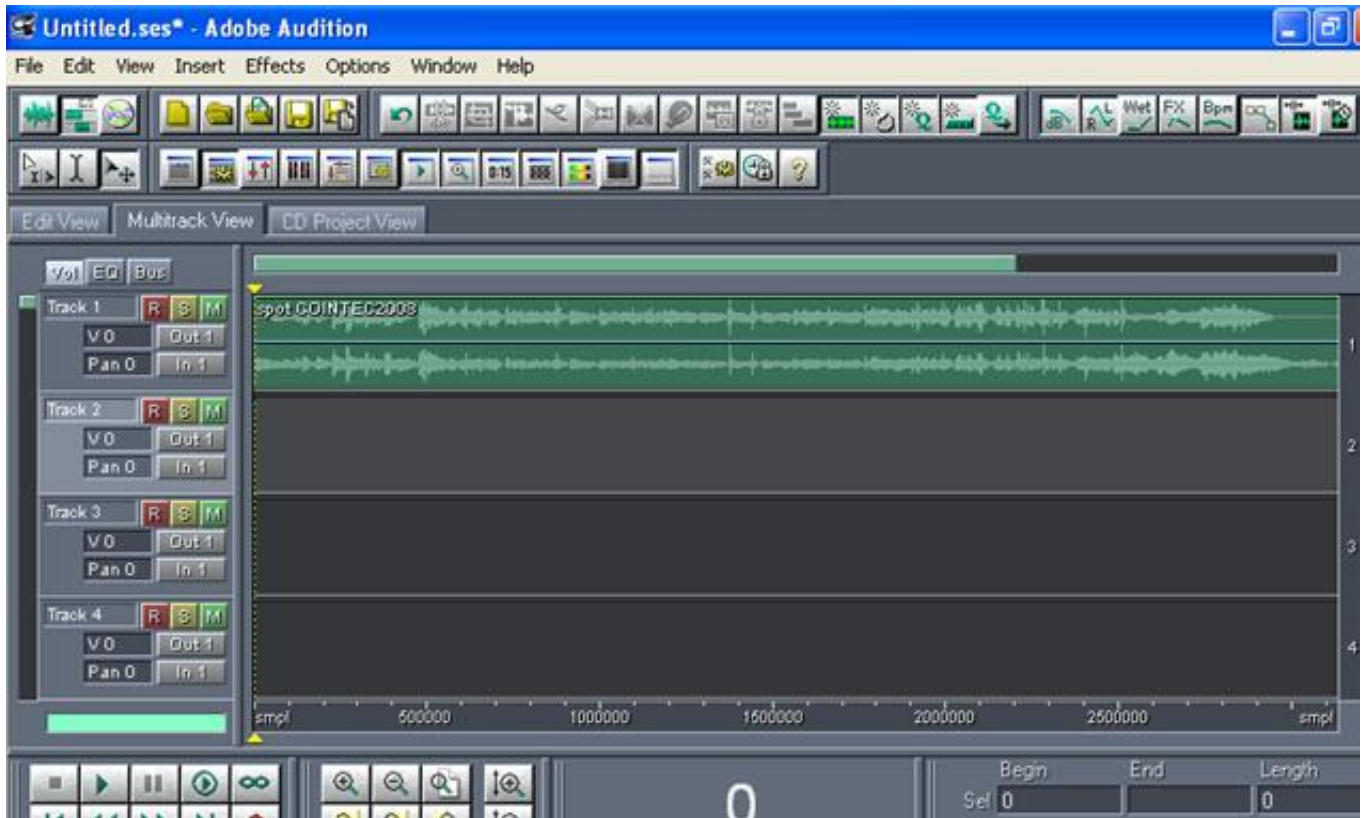 Untitled.ses* - Adobe Audition
File Edit View Insert Effects Options Window Help
Wet FX Bpm
Edit View Multitrack View CD Project View
Vol EQ Bus
Track 1 R S M
V 0 Out 1
Pan 0 In 1
spot COINTEC2008
1
Track 2 R S M
V 0 Out 1
Pan 0 In 1
2
Track 3 R S M
V 0 Out 1
Pan 0 In 1
3
Track 4 R S M
V 0 Out 1
Pan 0 In 1
4
smpl 500000 1000000 1500000 2000000 2500000 smpl
0
Begin End Length
Sel 0 0